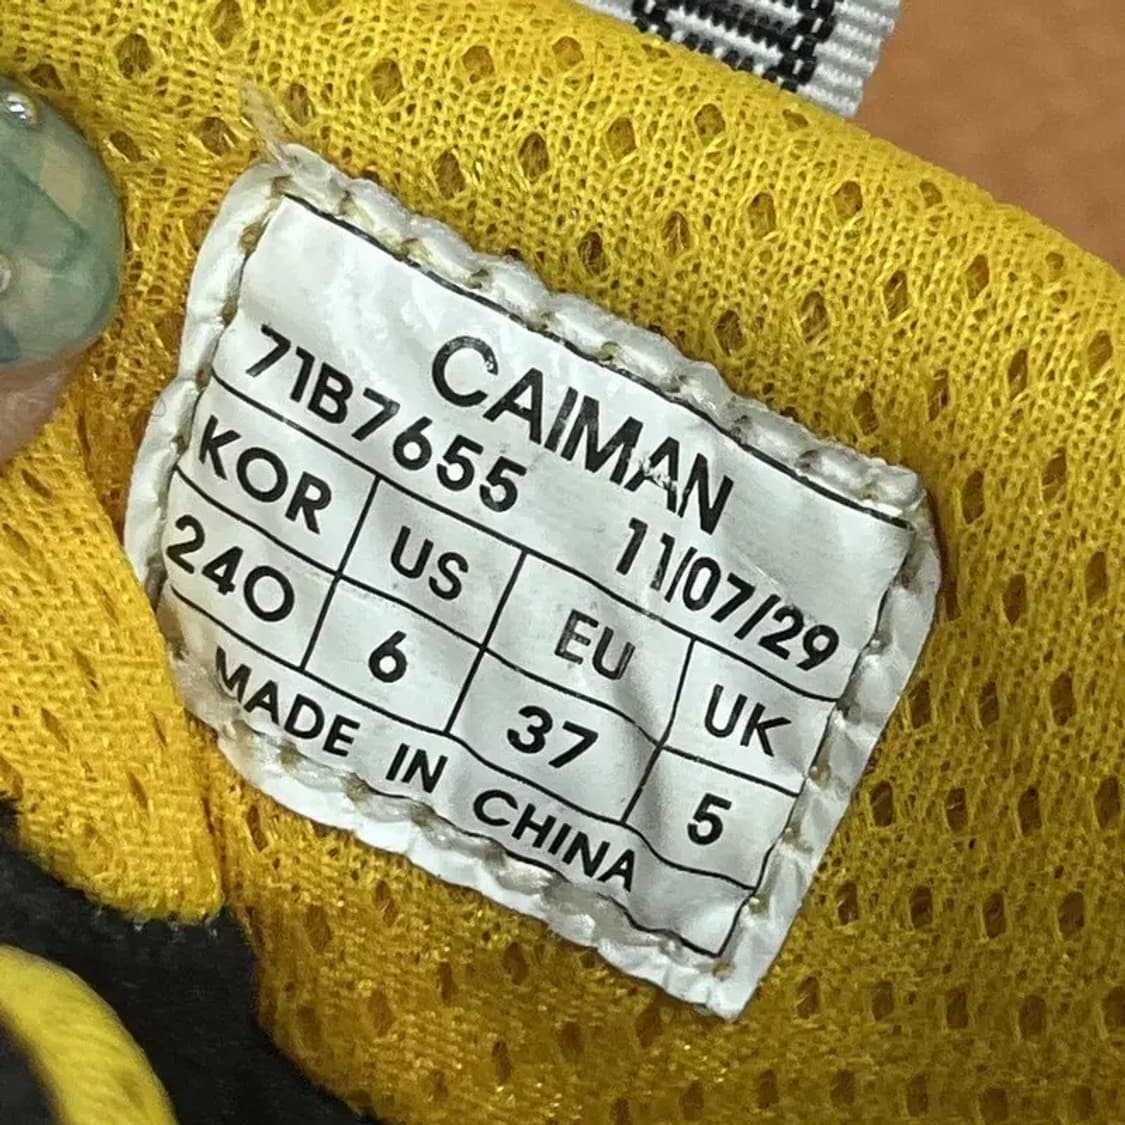 CAIMAN
71B7655 11/07/29
KOR US EU UK
240 6 37 5
MADE IN CHINA